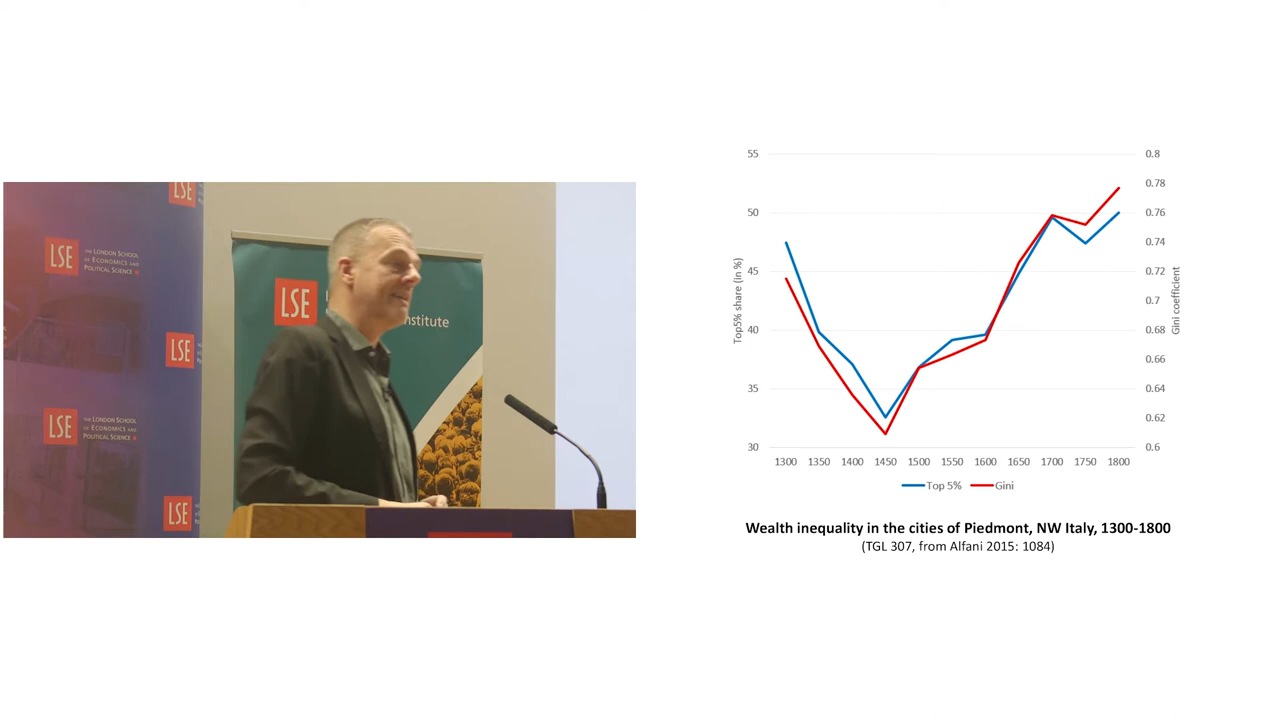 LSE
LSE
THE LONDON SCHOOL
OF ECONOMICS AND
POLITICAL SCIENCE
LSE
LSE
THE LONDON SCHOOL
OF ECONOMICS AND
POLITICAL SCIENCE
LSE
LSE
nstitute
55
50
45
40
35
30
Top5% share (in %)
0.8
0.78
0.76
0.74
0.72
0.7
0.68
0.66
0.64
0.62
0.6
Gini coefficient
1300 1350 1400 1450 1500 1550 1600 1650 1700 1750 1800
Top 5% Gini
Wealth inequality in the cities of Piedmont, NW Italy, 1300-1800
(TGL 307, from Alfani 2015: 1084)